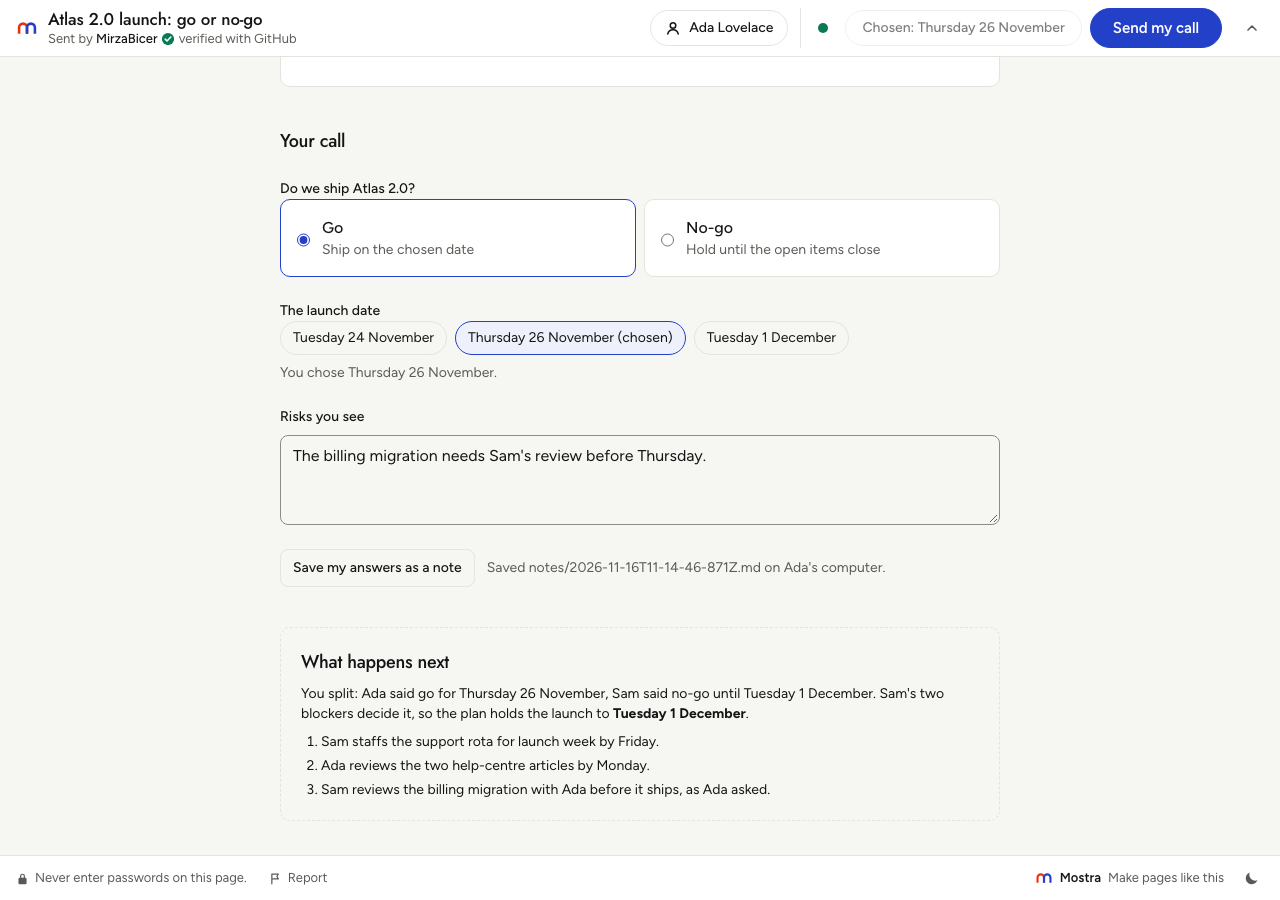 Atlas 2.0 launch: go or no-go
Sent by MirzaBicer verified with GitHub
Ada Lovelace
Chosen: Thursday 26 November
Send my call
Your call
Do we ship Atlas 2.0?
Go
Ship on the chosen date
No-go
Hold until the open items close
The launch date
Tuesday 24 November
Thursday 26 November (chosen)
Tuesday 1 December
You chose Thursday 26 November.
Risks you see
The billing migration needs Sam's review before Thursday.
Save my answers as a note
Saved notes/2026-11-16T11-14-46-871Z.md on Ada's computer.
What happens next
You split: Ada said go for Thursday 26 November, Sam said no-go until Tuesday 1 December. Sam's two
blockers decide it, so the plan holds the launch to Tuesday 1 December.
1. Sam staffs the support rota for launch week by Friday.
2. Ada reviews the two help-centre articles by Monday.
3. Sam reviews the billing migration with Ada before it ships, as Ada asked.
Never enter passwords on this page.
Report
Mostra Make pages like this